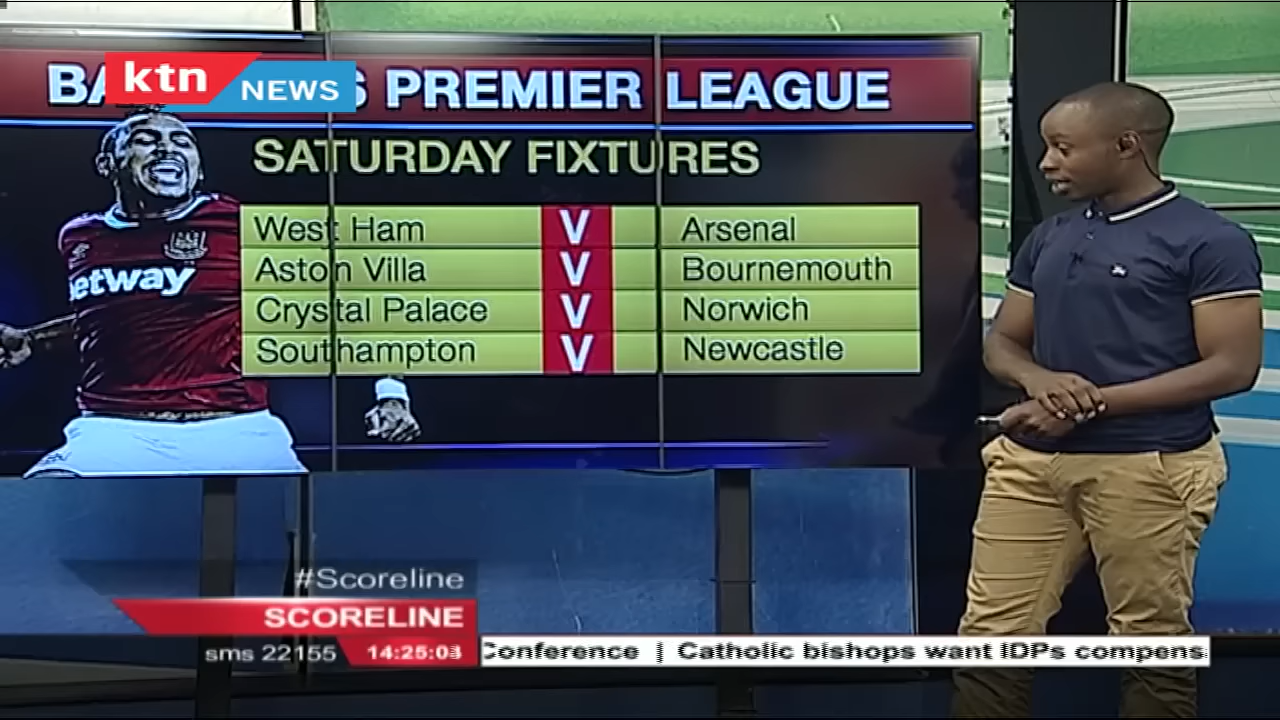 ktn NEWS
BA S PREMIER LEAGUE
SATURDAY FIXTURES
West Ham V Arsenal
Aston Villa V Bournemouth
Crystal Palace V Norwich
Southampton V Newcastle
betway
#Scoreline
SCORELINE
sms 22155 14:25:03 Conference | Catholic bishops want IDPs compens